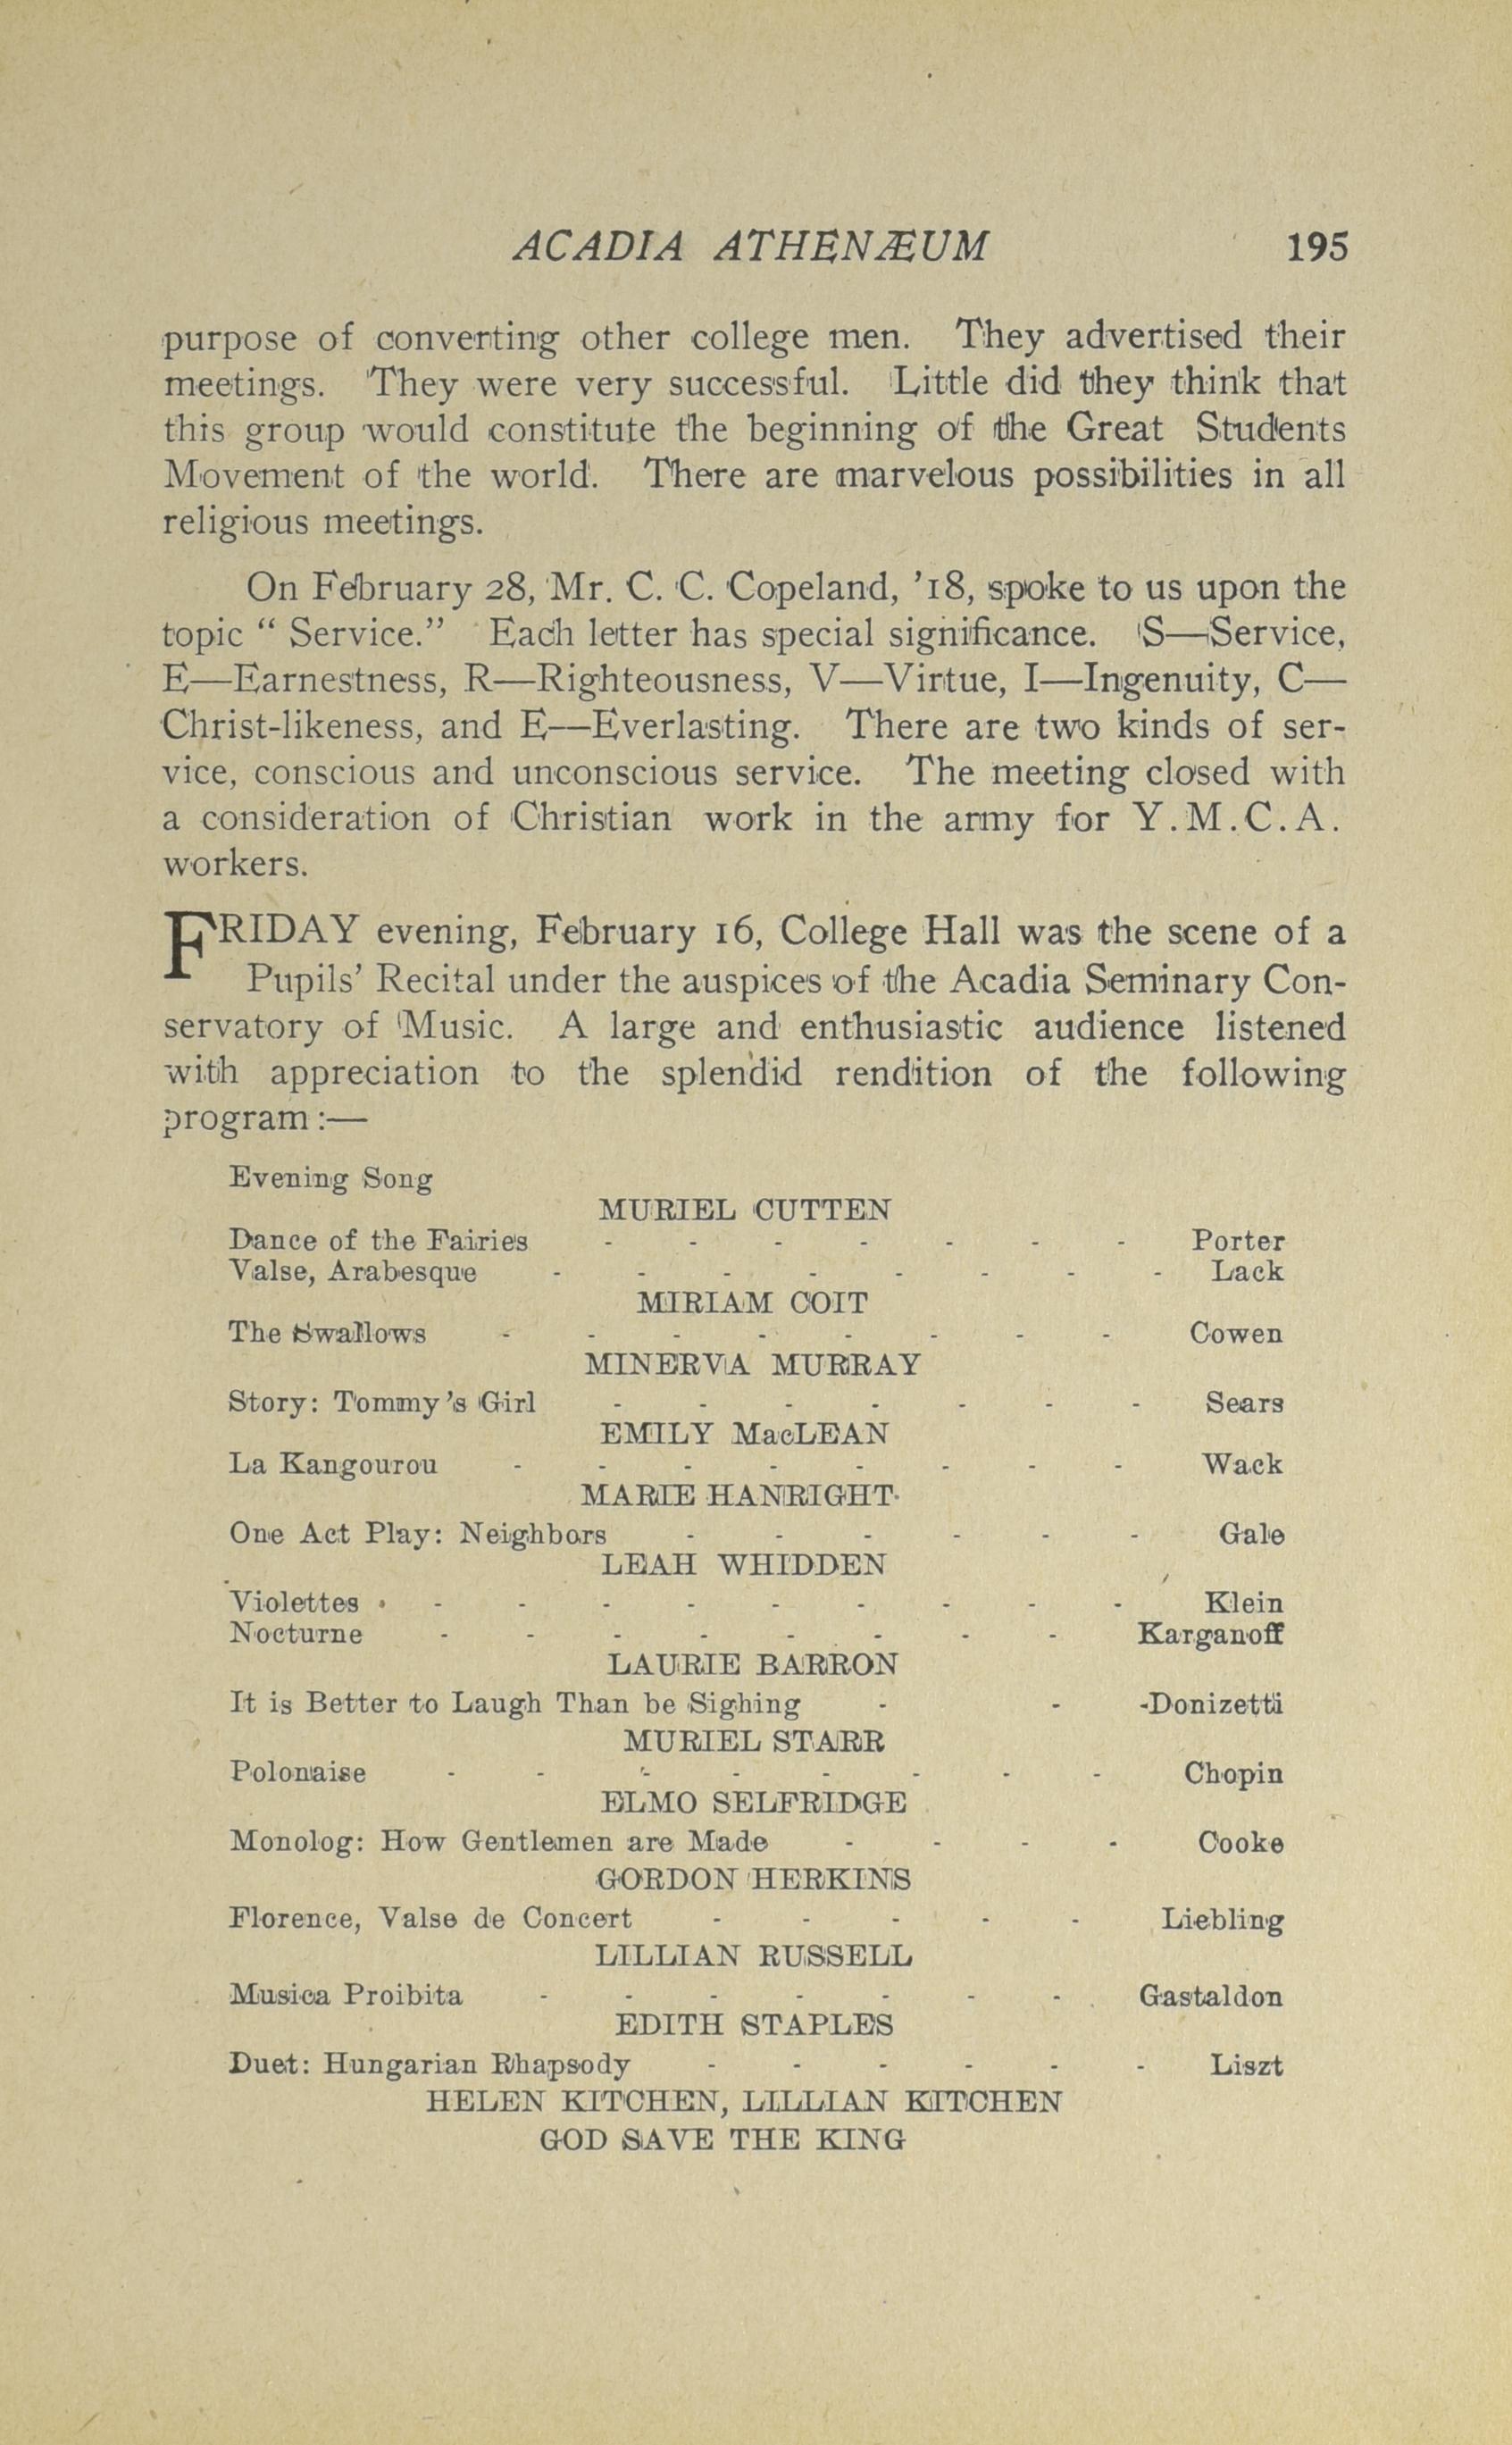 ACADIA ATHENÆUM 195
purpose of converting other college men. They advertised their
meetings. They were very successful. Little did they think that
this group would constitute the beginning of the Great Students
Movement of the world. There are marvelous possibilities in all
religious meetings.
On February 28, Mr. C. C. Copeland, ’18, spoke to us upon the
topic “ Service.” Each letter has special significance. S—Service,
E—Earnestness, R—Righteousness, V—Virtue, I—Ingenuity, C—
Christ-likeness, and E—Everlasting. There are two kinds of ser-
vice, conscious and unconscious service. The meeting closed with
a consideration of Christian work in the army for Y.M.C.A.
workers.
FRIDAY evening, February 16, College Hall was the scene of a
Pupils’ Recital under the auspices of the Acadia Seminary Con-
servatory of Music. A large and enthusiastic audience listened
with appreciation to the splendid rendition of the following
program:—
Evening Song
MURIEL CUTTEN
Dance of the Fairies - - - - - - - Porter
Valse, Arabesque - - - - - - - - Lack
MIRIAM COIT
The Swallows - - - - - - - - Cowen
MINERVA MURRAY
Story: Tommy's Girl - - - - - - - Sears
EMILY MacLEAN
La Kangourou - - - - - - - - Wack
MARIE HANRIGHT
One Act Play: Neighbors - - - - - - Gale
LEAH WHIDDEN
Violettes - - - - - - - - - Klein
Nocturne - - - - - - - - Karganoff
LAURIE BARRON
It is Better to Laugh Than be Sighing - - -Donizetti
MURIEL STARR
Polonaise - - - - - - - - Chopin
ELMO SELFRIDGE
Monolog: How Gentlemen are Made - - - - Cooke
GORDON HERKINS
Florence, Valse de Concert - - - - - Liebling
LILLIAN RUSSELL
Musica Proibita - - - - - - - Gastaldon
EDITH STAPLES
Duet: Hungarian Rhapsody - - - - - - Liszt
HELEN KITCHEN, LILLIAN KITCHEN
GOD SAVE THE KING